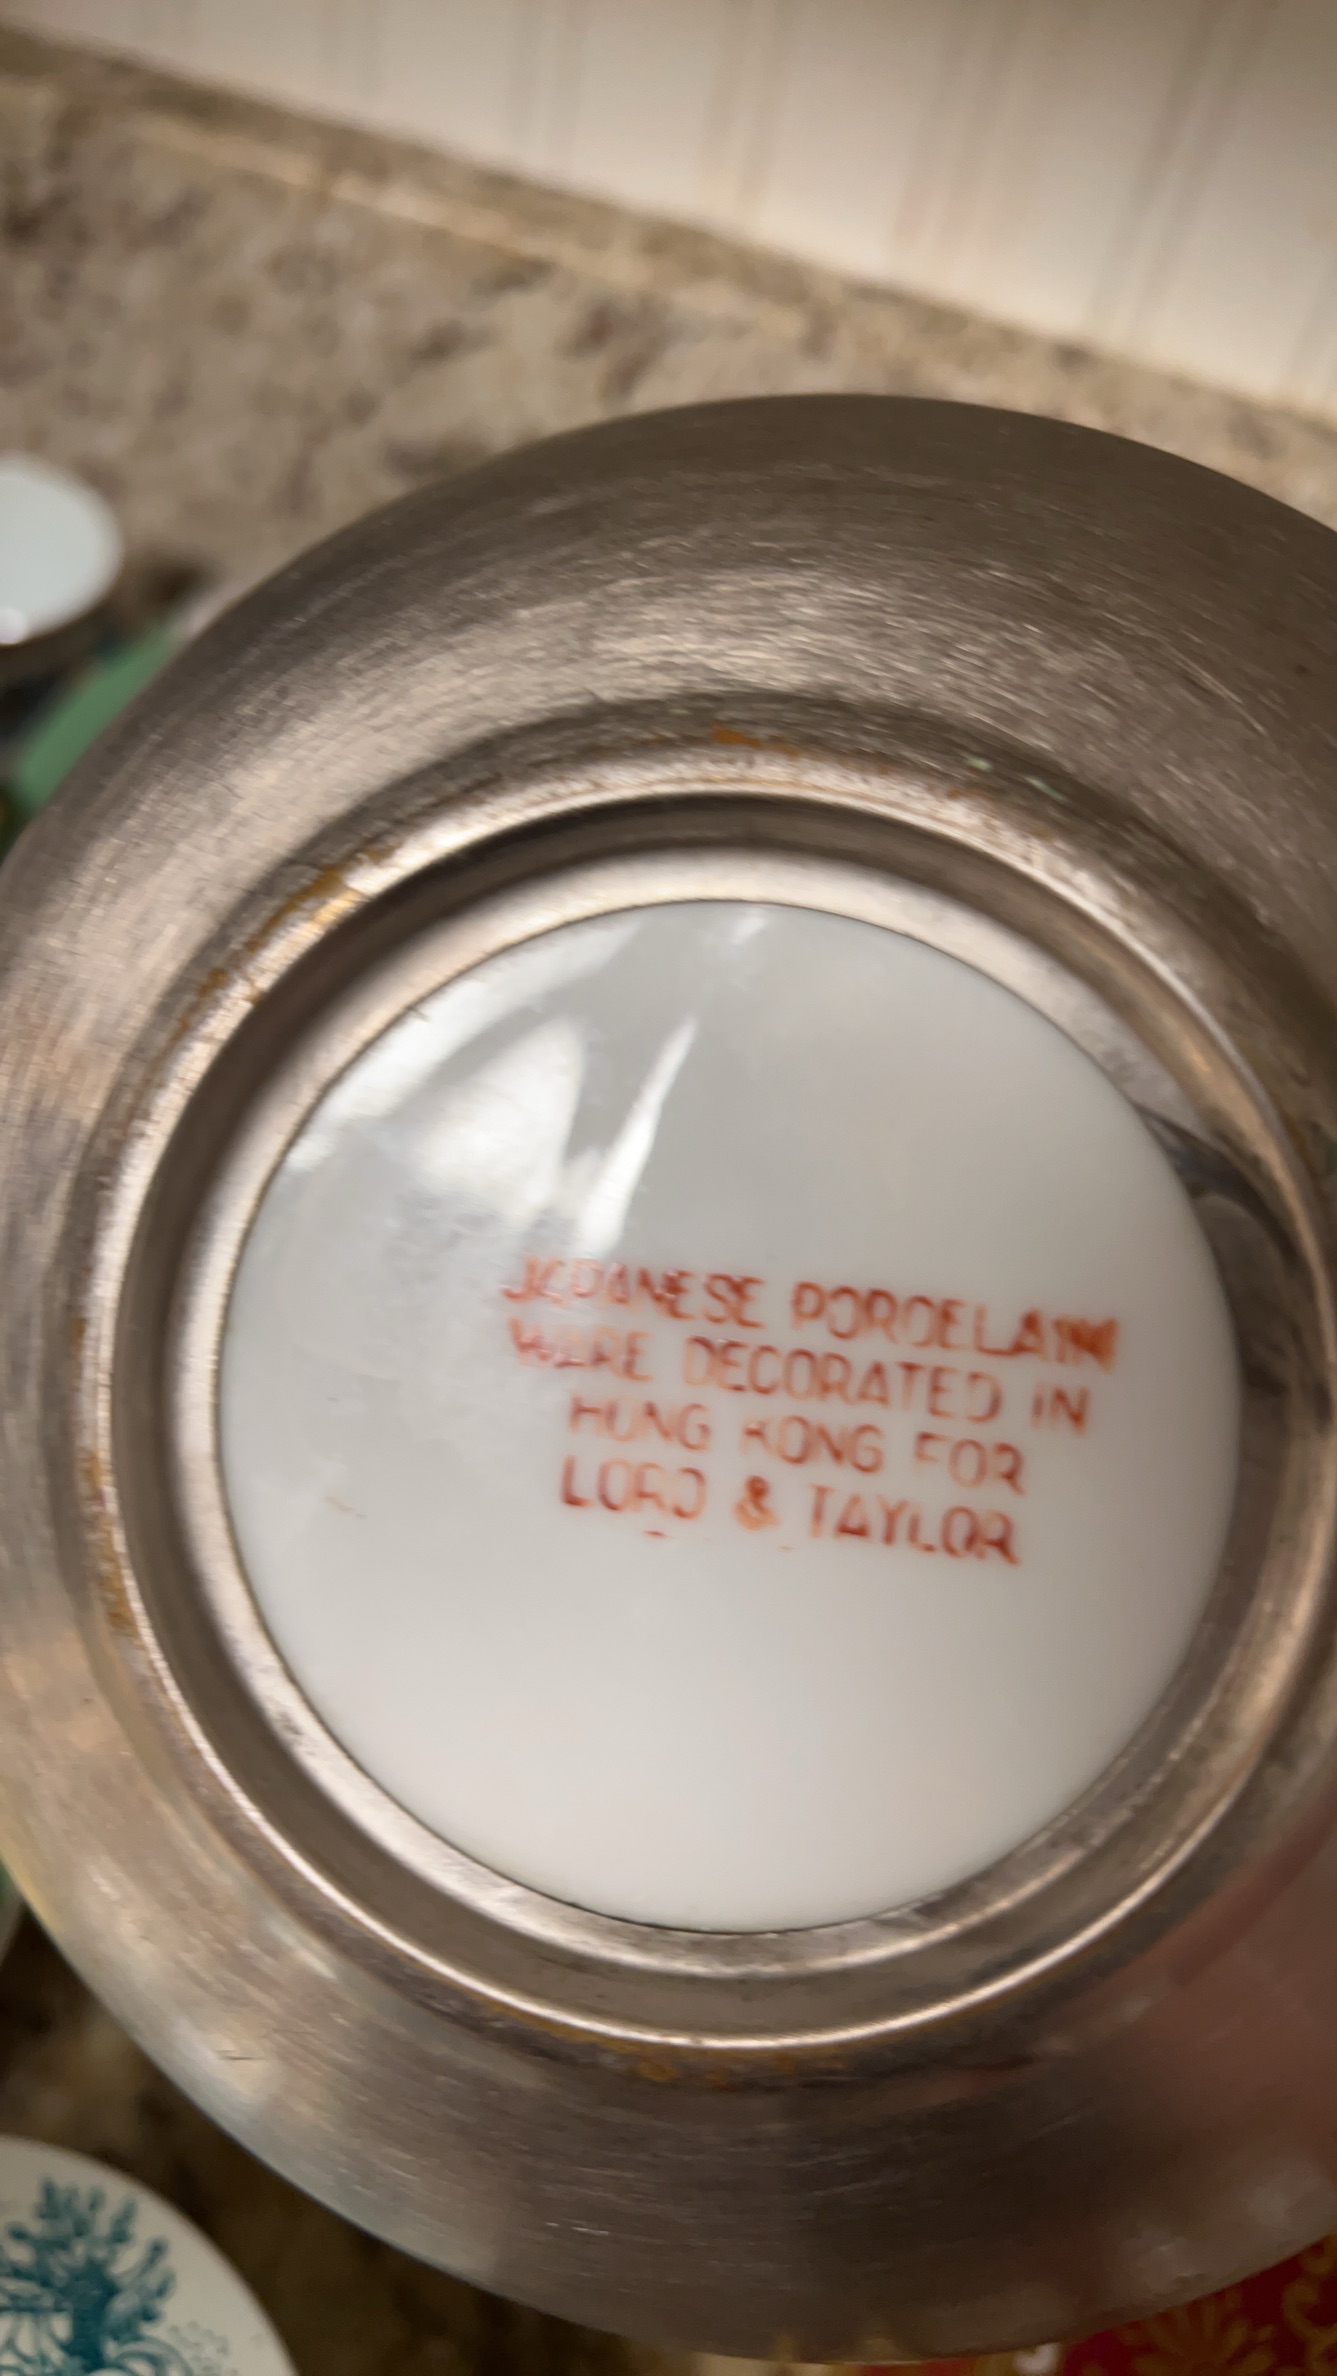 JAPANESE PORCELAIN
WARE DECORATED IN
HONG KONG FOR
LORD & TAYLOR